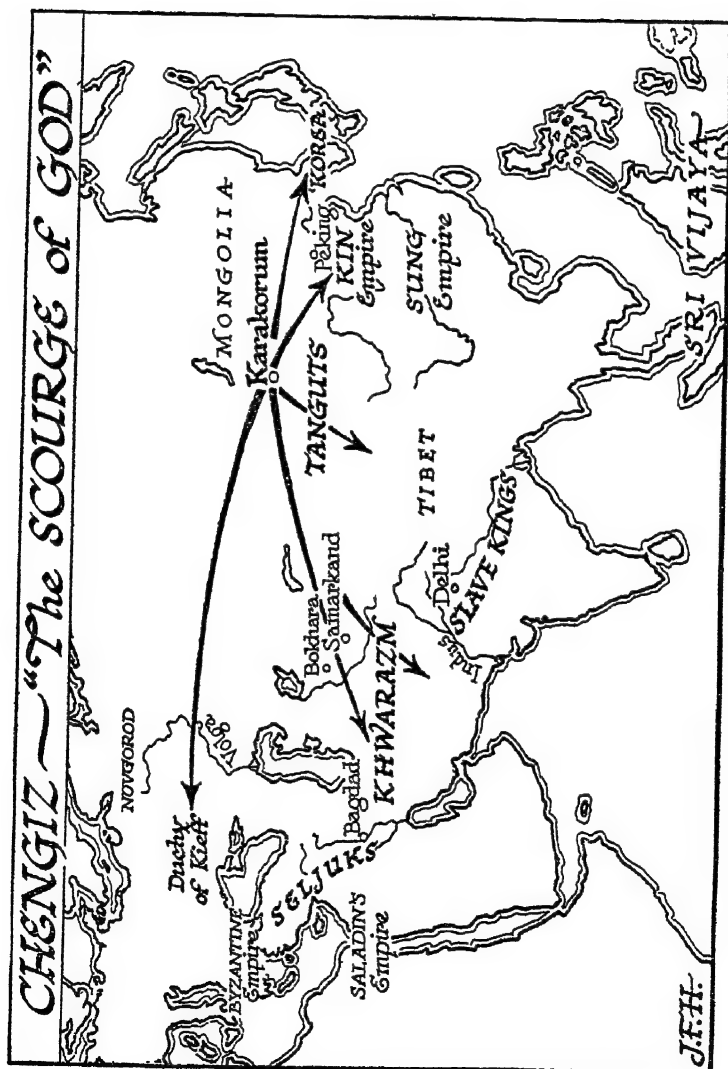 CHENGIZ — "The SCOURGE of GOD"
NOVGOROD
Volga
Duchy
of Kieff
MONGOLIA
Karakorum
KOREA
Peking
KIN
Empire
TANGUTS
SUNG
Empire
BYZANTINE
Empire
SELJUKS
Bokhara
Samarkand
Bagdad
KHWARAZM
TIBET
SALADIN'S
Empire
Delhi
Indus
SLAVE KINGS
SRI VIJAYA
J.F.H.